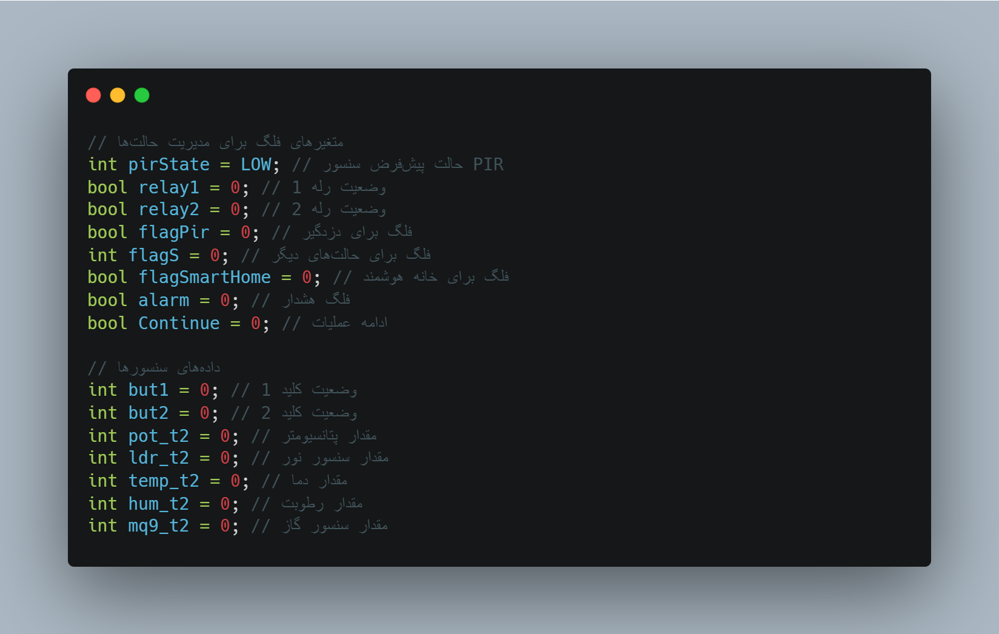 // متغیرهای فلگ برای مدیریت حالت‌ها
int pirState = LOW; // حالت پیش‌فرض سنسور PIR
bool relay1 = 0; // وضعیت رله 1
bool relay2 = 0; // وضعیت رله 2
bool flagPir = 0; // فلگ برای دزدگیر
int flagS = 0; // فلگ برای حالت‌های دیگر
bool flagSmartHome = 0; // فلگ برای خانه هوشمند
bool alarm = 0; // فلگ هشدار
bool Continue = 0; // ادامه عملیات
// داده‌های سنسورها
int but1 = 0; // وضعیت کلید 1
int but2 = 0; // وضعیت کلید 2
int pot_t2 = 0; // مقدار پتانسیومتر
int ldr_t2 = 0; // مقدار سنسور نور
int temp_t2 = 0; // مقدار دما
int hum_t2 = 0; // مقدار رطوبت
int mq9_t2 = 0; // مقدار سنسور گاز